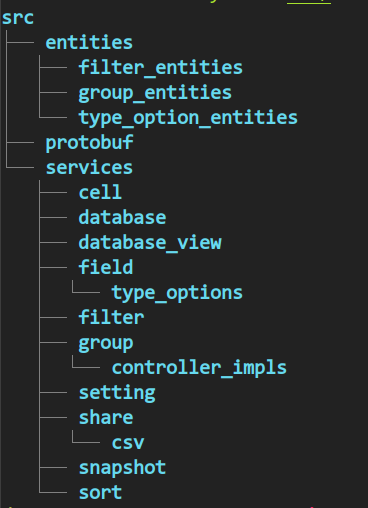 src
entities
filter_entities
group_entities
type_option_entities
protobuf
services
cell
database
database_view
field
type_options
filter
group
controller_impls
setting
share
csv
snapshot
sort